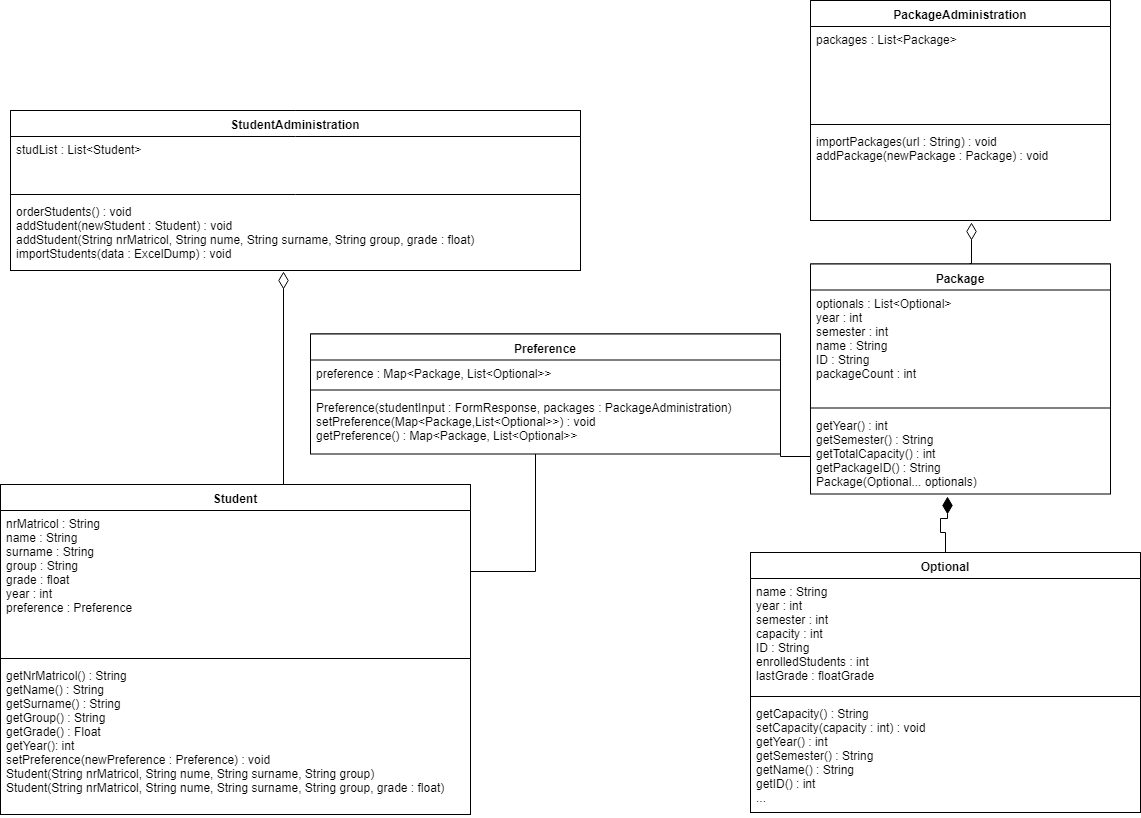 PackageAdministration
packages : List<Package>
importPackages(url : String) : void
addPackage(newPackage : Package) : void
StudentAdministration
studList : List<Student>
orderStudents() : void
addStudent(newStudent : Student) : void
addStudent(String nrMatricol, String nume, String surname, String group, grade : float)
importStudents(data : ExcelDump) : void
Package
optionals : List<Optional>
year : int
semester : int
name : String
ID : String
packageCount : int
getYear() : int
getSemester() : String
getTotalCapacity() : int
getPackageID() : String
Package(Optional... optionals)
Preference
preference : Map<Package, List<Optional>>
Preference(studentInput : FormResponse, packages : PackageAdministration)
setPreference(Map<Package,List<Optional>>) : void
getPreference() : Map<Package, List<Optional>>
Student
nrMatricol : String
name : String
surname : String
group : String
grade : float
year : int
preference : Preference
getNrMatricol() : String
getName() : String
getSurname() : String
getGroup() : String
getGrade() : Float
getYear(): int
setPreference(newPreference : Preference) : void
Student(String nrMatricol, String nume, String surname, String group)
Student(String nrMatricol, String nume, String surname, String group, grade : float)
Optional
name : String
year : int
semester : int
capacity : int
ID : String
enrolledStudents : int
lastGrade : floatGrade
getCapacity() : String
setCapacity(capacity : int) : void
getYear() : int
getSemester() : String
getName() : String
getID() : int
...